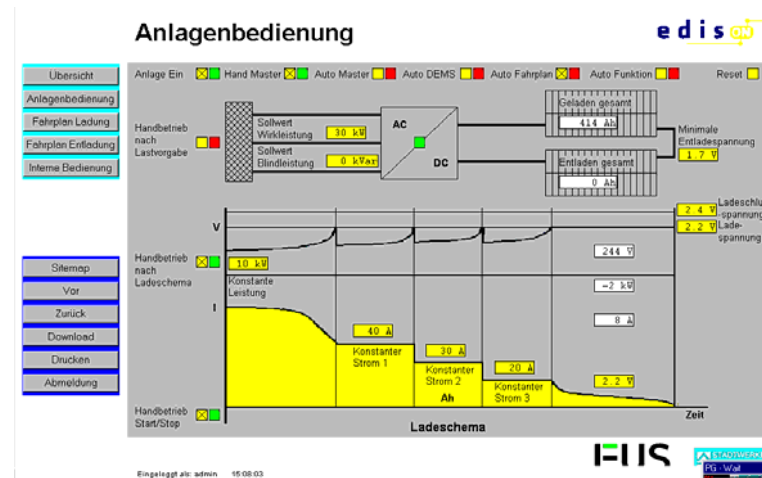 Anlagenbedienung
edison
Übersicht
Anlagenbedienung
Fahrplan Ladung
Fahrplan Entladung
Interne Bedienung
Sitemap
Vor
Zurück
Download
Drucken
Abmeldung
Anlage Ein
Hand Master
Auto Master
Auto DEMS
Auto Fahrplan
Auto Funktion
Reset
Handbetrieb
nach
Lastvorgabe
Sollwert
Wirkleistung
30 kW
Sollwert
Blindleistung
0 kVar
AC
DC
Geladen gesamt
414 Ah
Entladen gesamt
0 Ah
Minimale
Entladespannung
1.7 V
2.4 V
Ladeschlu
-spannung
2.2 V
Lade-
spannung
V
Handbetrieb
nach
Ladeschema
10 kW
Konstante
Leistung
244 V
-2 kW
8 A
I
40 A
Konstanter
Strom 1
30 A
Konstanter
Strom 2
Ah
20 A
Konstanter
Strom 3
2.2 V
Handbetrieb
Start/Stop
Zeit
Ladeschema
EUS
Eingeloggt als: admin 15:08:03
PG - Wait